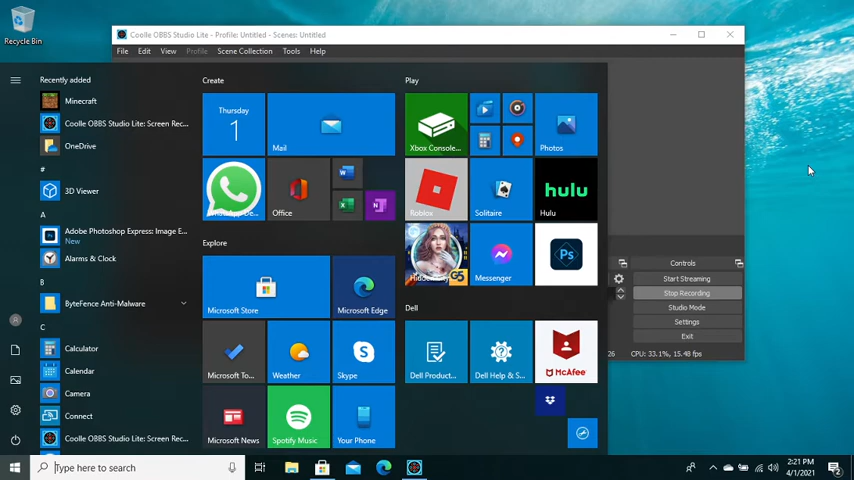 Recycle Bin
Coolle OBBS Studio Lite - Profile: Untitled - Scenes: Untitled
File Edit View Profile Scene Collection Tools Help
Recently added
Minecraft
Coolle OBBS Studio Lite: Screen Rec...
OneDrive
#
3D Viewer
A
Adobe Photoshop Express: Image E...
New
Alarms & Clock
B
ByteFence Anti-Malware
C
Calculator
Calendar
Camera
Connect
Coolle OBBS Studio Lite: Screen Rec...
Create
Thursday
1
Mail
Office
Explore
Microsoft Store
Microsoft Edge
Microsoft To...
Weather
Skype
Microsoft News
Spotify Music
Your Phone
Play
Xbox Console...
Photos
Roblox
Solitaire
hulu
Hulu
Messenger
Ps
Dell
Dell Product...
Dell Help & S...
McAfee
Controls
Start Streaming
Stop Recording
Studio Mode
Settings
Exit
26 CPU: 33.1%, 15.48 fps
Type here to search
2:21 PM
4/1/2021
2